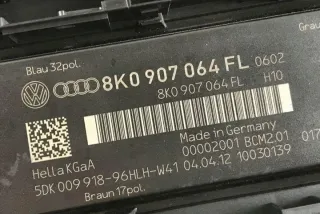 Blau 32pol.
8K0 907 064 FL 0602
8K0 907 064 FL H10
Made in Germany
00002001 BCM2.01 017
Hella KGaA
5DK 009 918-96HLH-W41 04.04.12 10030139
Braun 17pol.